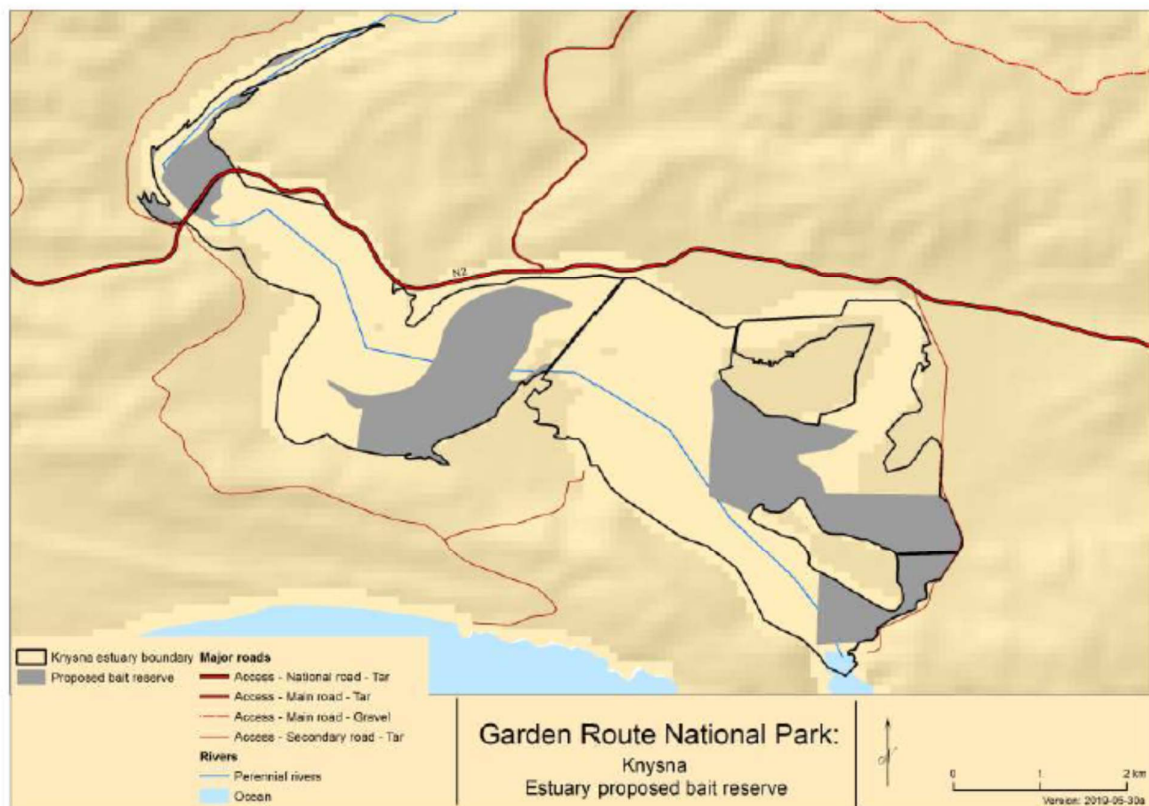 N2
Knysna estuary boundary
Proposed bait reserve
Major roads
Access - National road - Tar
Access - Main road - Tar
Access - Main road - Gravel
Access - Secondary road - Tar
Rivers
Perennial rivers
Ocean
Garden Route National Park:
Knysna
Estuary proposed bait reserve
N
0 1 2 km
Version: 2019-05-30a